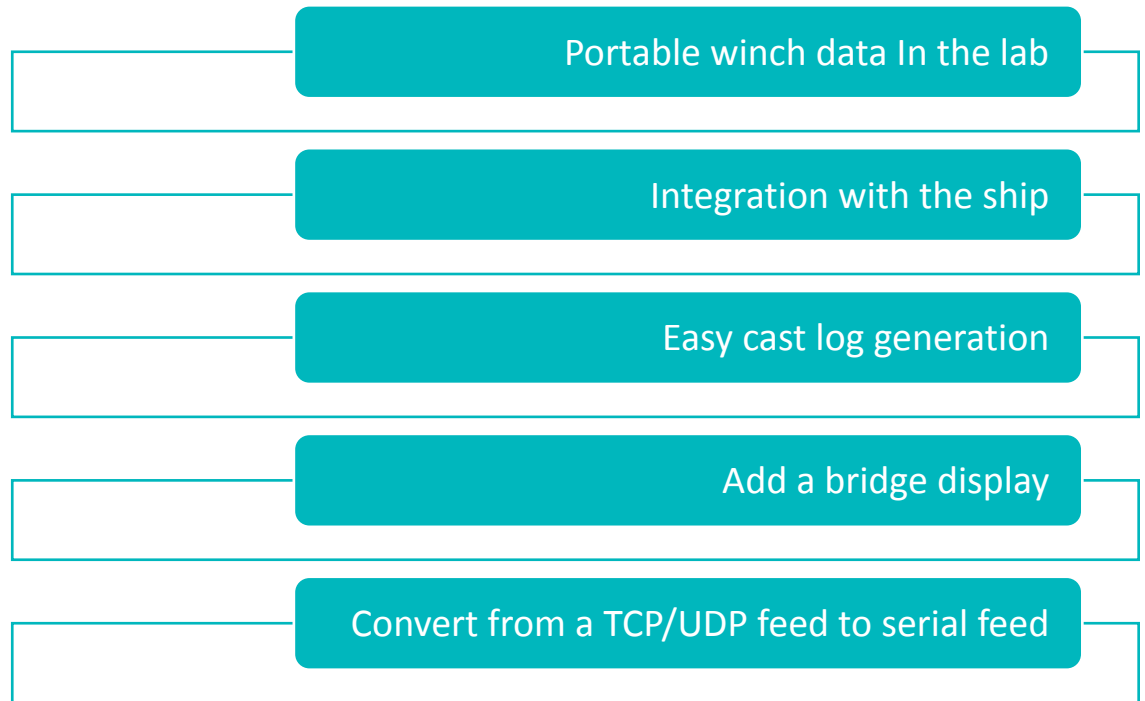 Portable winch data In the lab
Integration with the ship
Easy cast log generation
Add a bridge display
Convert from a TCP/UDP feed to serial feed